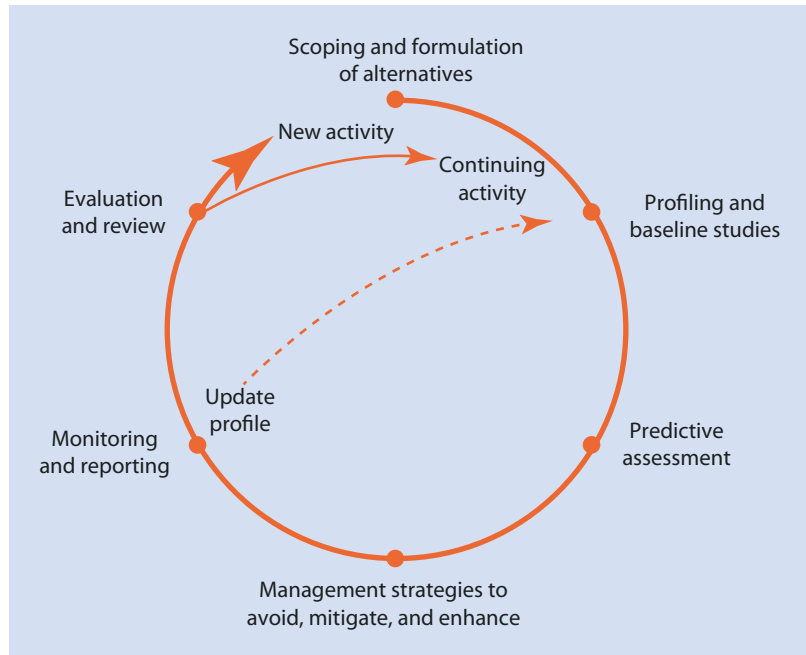 Scoping and formulation
of alternatives
New activity
Continuing
activity
Evaluation
and review
Profiling and
baseline studies
Update
profile
Monitoring
and reporting
Predictive
assessment
Management strategies to
avoid, mitigate, and enhance